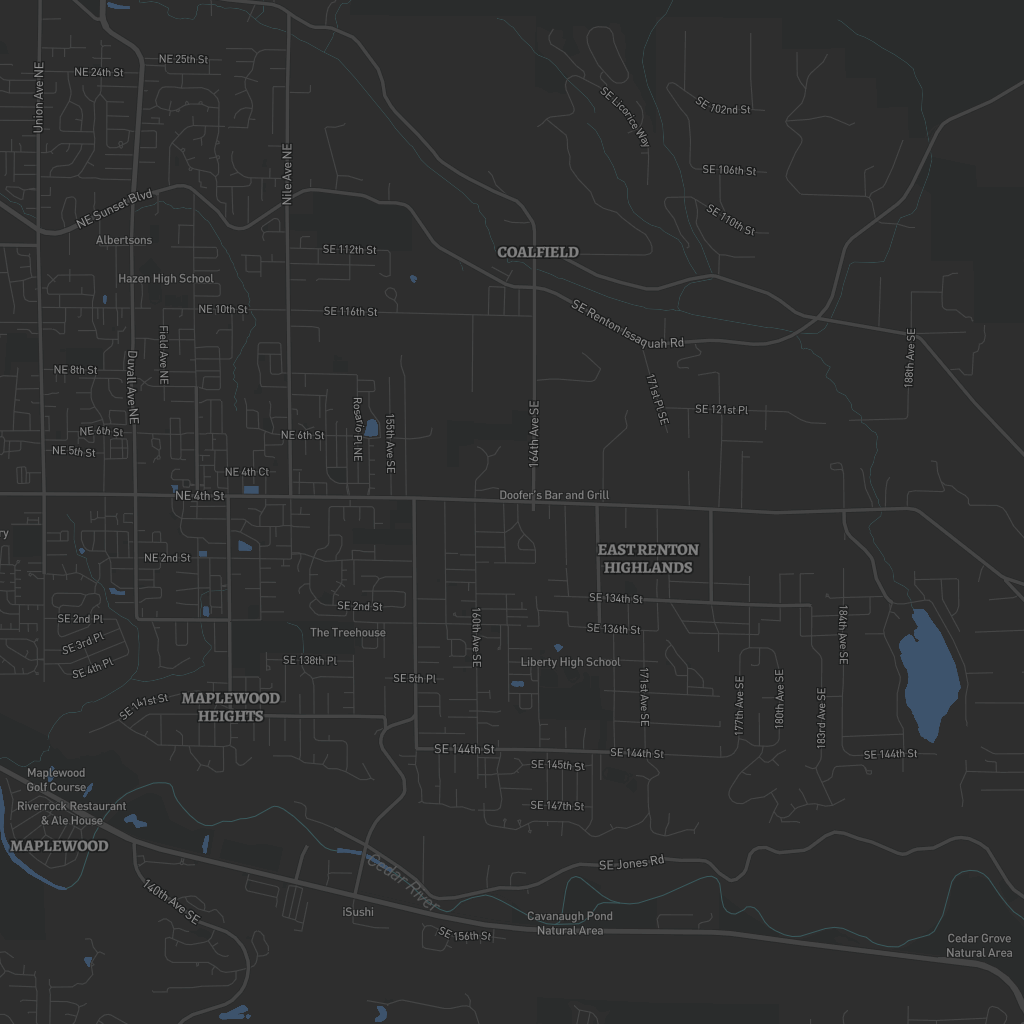 NE 25th St
NE 24th St
Union Ave NE
SE Licorice Way
SE 102nd St
Nile Ave NE
SE 106th St
NE Sunset Blvd
SE 110th St
Albertsons
SE 112th St
COALFIELD
Hazen High School
NE 10th St
SE 116th St
SE Renton Issaquah Rd
Field Ave NE
188th Ave SE
NE 8th St
Duvall Ave NE
171st Pl SE
SE 121st Pl
Rosario Pl NE
155th Ave SE
164th Ave SE
NE 6th St
NE 6th St
NE 5th St
NE 4th Ct
NE 4th St
Doofer's Bar and Grill
ry
EAST RENTON
HIGHLANDS
NE 2nd St
SE 134th St
SE 2nd St
SE 2nd Pl
160th Ave SE
184th Ave SE
The Treehouse
SE 136th St
SE 3rd Pl
SE 138th Pl
Liberty High School
SE 4th Pl
SE 5th Pl
171st Ave SE
177th Ave SE
180th Ave SE
183rd Ave SE
SE 141st St
MAPLEWOOD
HEIGHTS
SE 144th St
SE 144th St
SE 144th St
SE 145th St
Maplewood
Golf Course
Riverrock Restaurant
& Ale House
SE 147th St
MAPLEWOOD
SE Jones Rd
Cedar River
140th Ave SE
iSushi
Cavanaugh Pond
Natural Area
SE 156th St
Cedar Grove
Natural Area